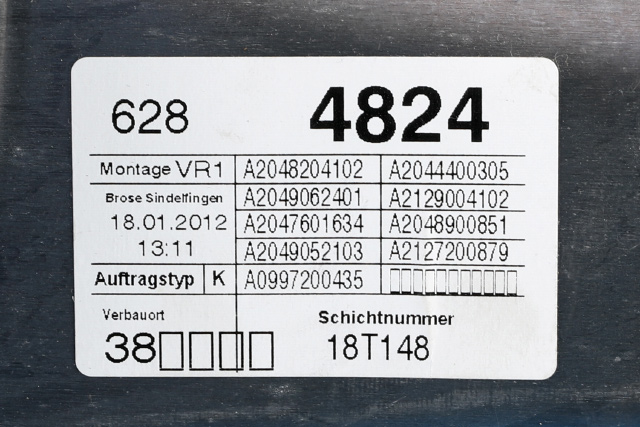 628 4824
Montage VR1 A2048204102 A2044400305
Brose Sindelfingen A2049062401 A2129004102
18.01.2012 A2047601634 A2048900851
13:11 A2049052103 A2127200879
Auftragstyp K A0997200435
Verbauort Schichtnummer
38 18T148